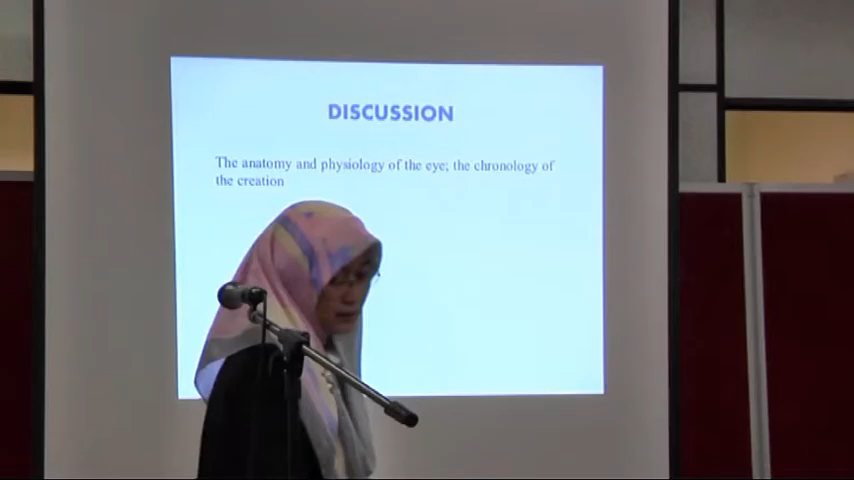 DISCUSSION
The anatomy and physiology of the eye; the chronology of
the creation